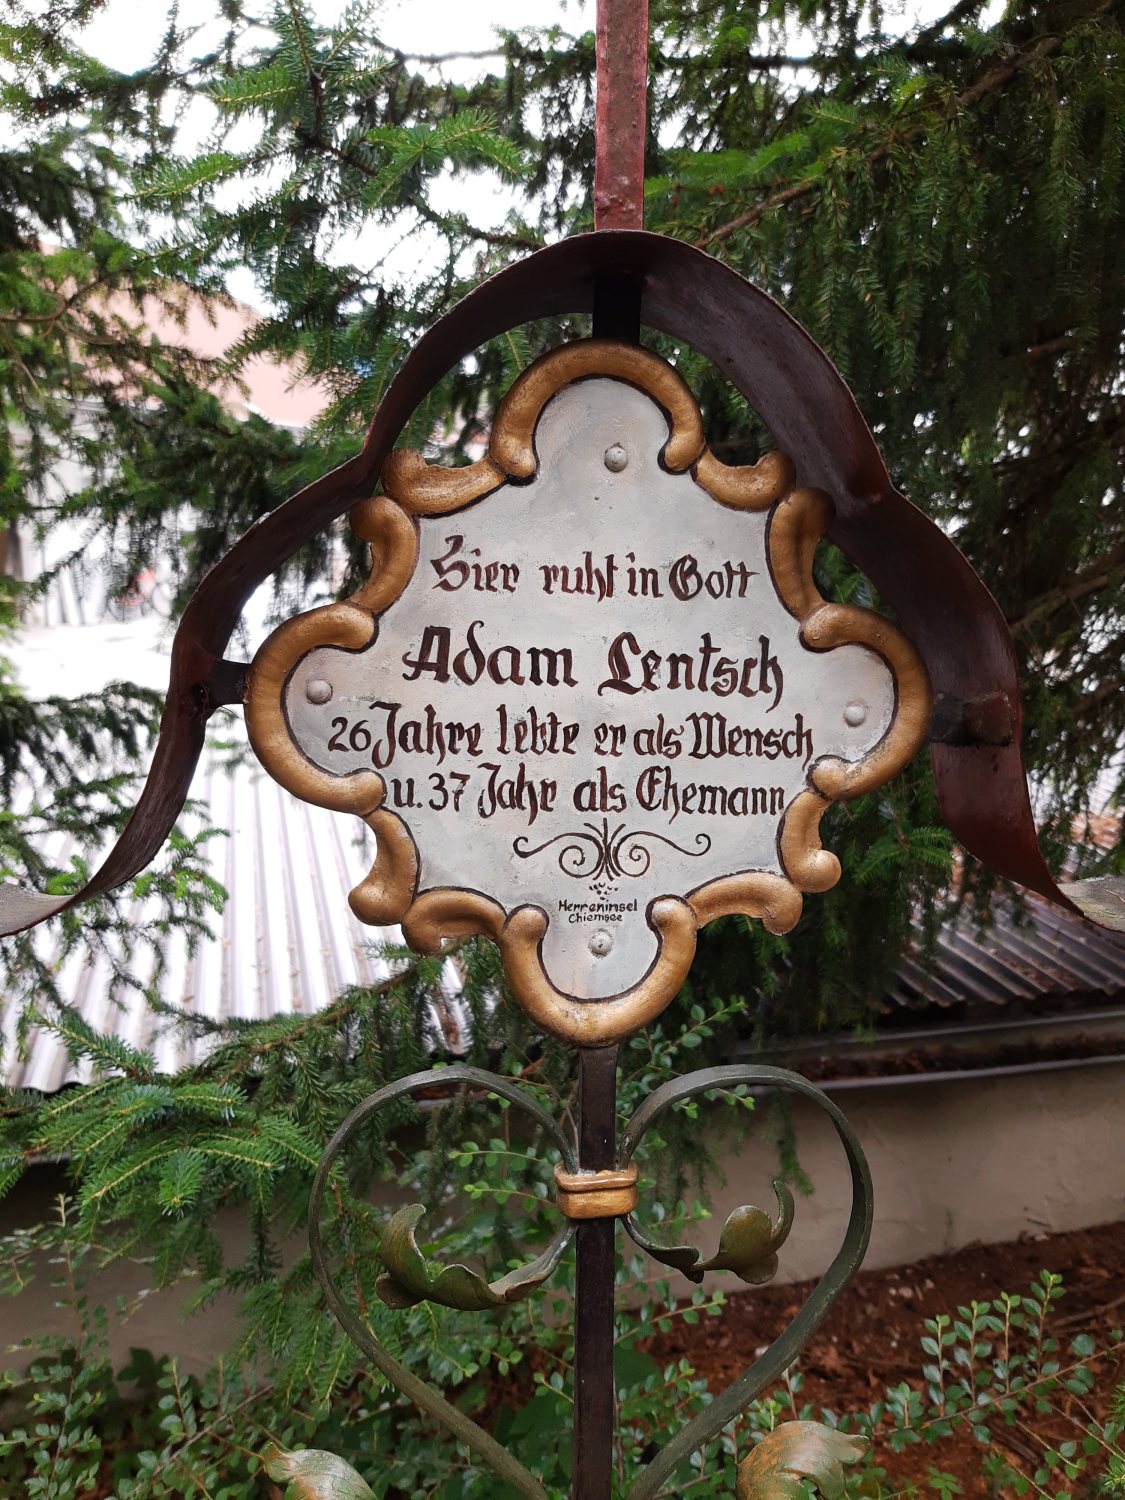 Hier ruht in Gott
Adam Lentsch
26 Jahre lebte er als Mensch
u. 37 Jahr als Ehemann
Herreninsel
Chiemsee